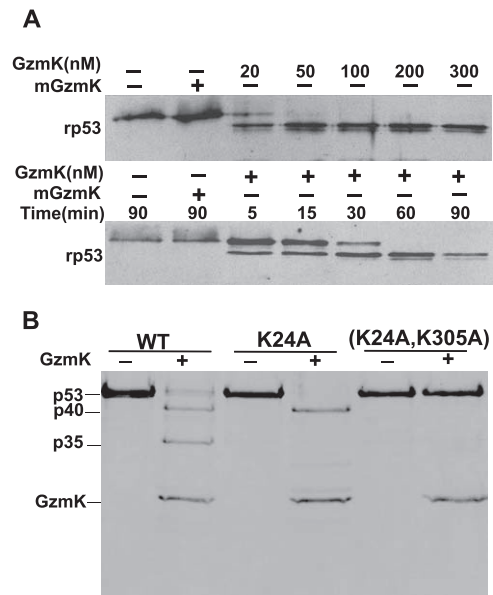 A
GzmK(nM) – – 20 50 100 200 300
mGzmK – + – – – – –
rp53
GzmK(nM) – – + + + + +
mGzmK – + – – – – –
Time(min) 90 90 5 15 30 60 90
rp53
B
WT K24A (K24A,K305A)
GzmK – + – + – +
p53
p40
p35
GzmK